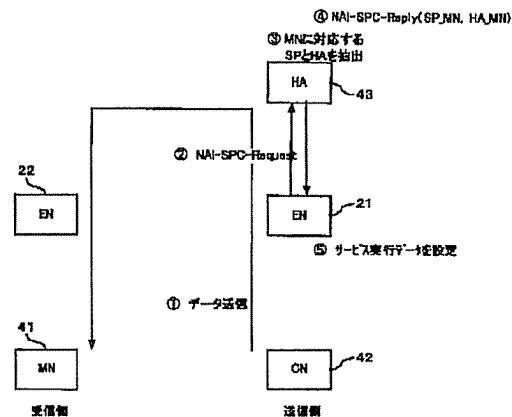 ④ NAI-SPC-Reply(SP_MN, HA_MN)
③ MNに対応する
SPとHAを抽出
HA
43
② NAI-SPC-Request
22
EN
EN
21
⑤ サービス実行データを設定
① データ送信
41
MN
CN
42
受信側
送信側